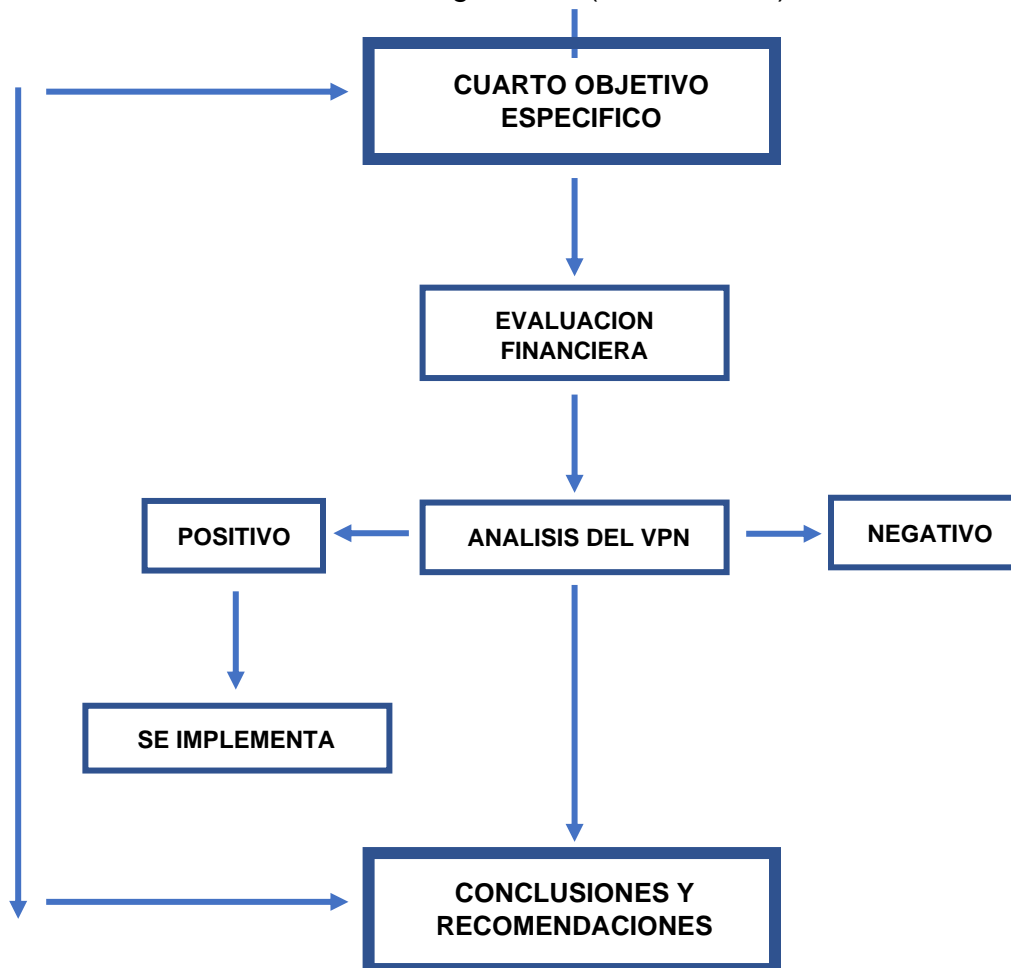 CUARTO OBJETIVO
ESPECIFICO
EVALUACION
FINANCIERA
POSITIVO
ANALISIS DEL VPN
NEGATIVO
SE IMPLEMENTA
CONCLUSIONES Y
RECOMENDACIONES